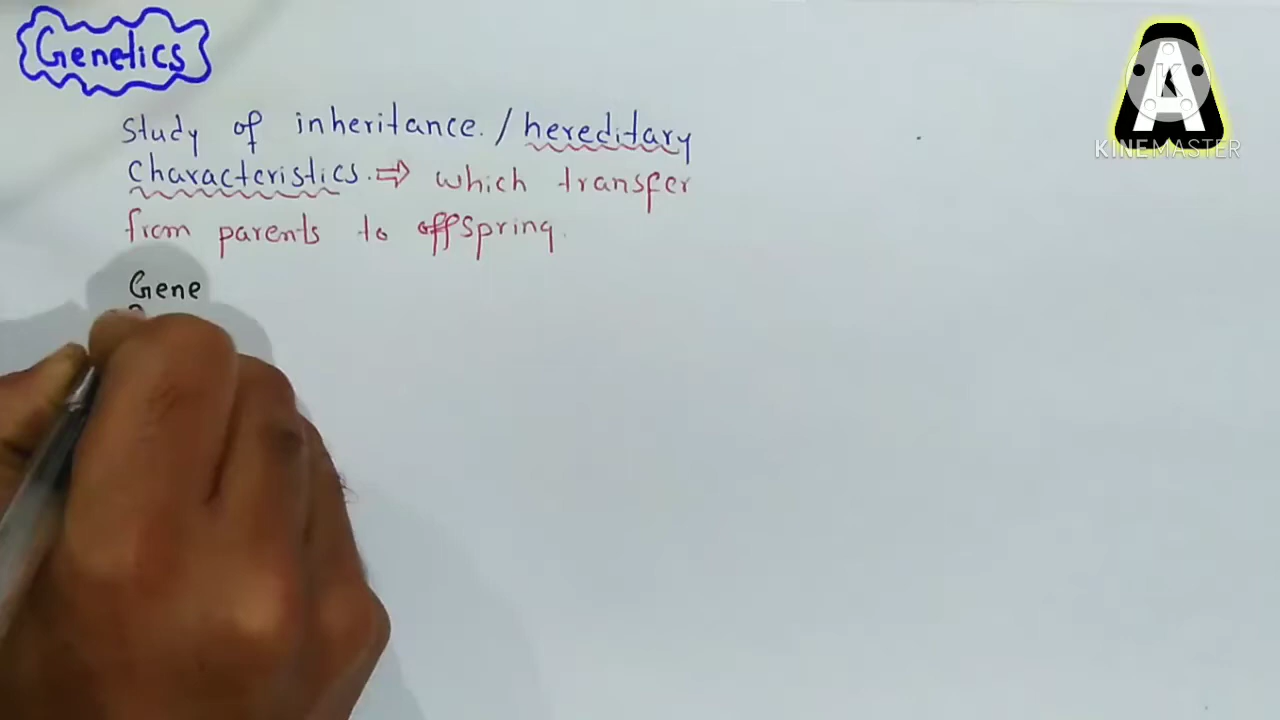 Genetics
Study of inheritance. / hereditary
Characteristics. ⇒ which transfer
from parents to offspring.
Gene
A
K
KINEMASTER